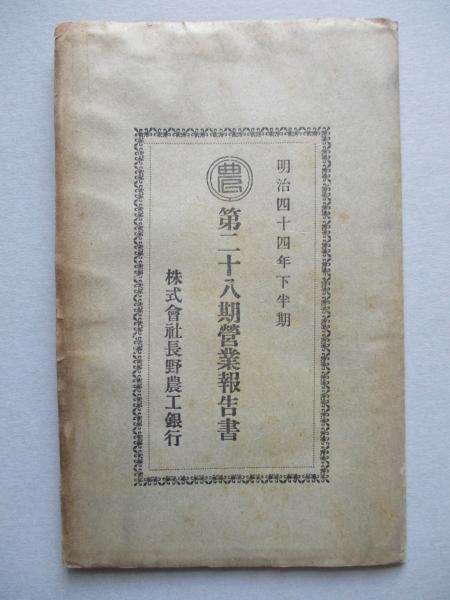 明治四十四年下半期
農
第二十八期營業報告書
株式會社長野農工銀行